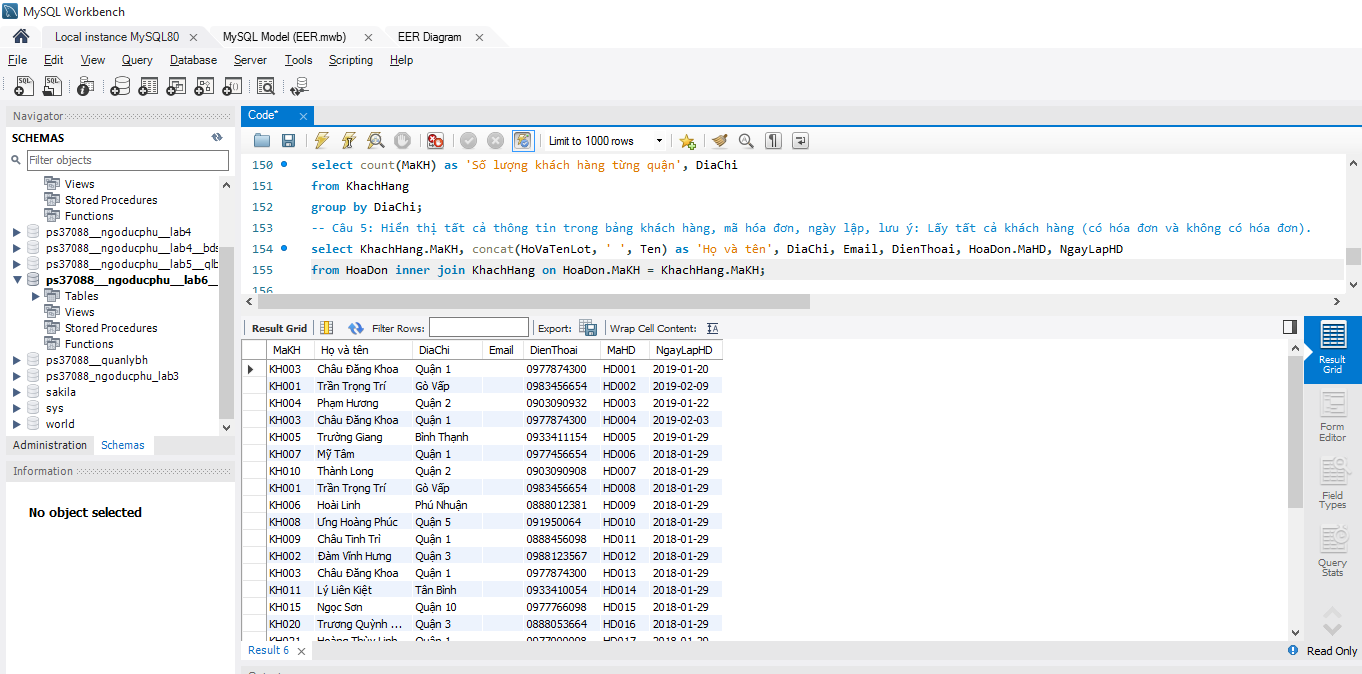 MySQL Workbench
Local instance MySQL80
MySQL Model (EER.mwb)
EER Diagram
File Edit View Query Database Server Tools Scripting Help
Navigator
SCHEMAS
Filter objects
Views
Stored Procedures
Functions
ps37088__ngoducphu__lab4
ps37088__ngoducphu__lab4__bds
ps37088__ngoducphu__lab5__qlb
ps37088__ngoducphu__lab6__
Tables
Views
Stored Procedures
Functions
ps37088__quanlybh
ps37088_ngoducphu_lab3
sakila
sys
world
Administration Schemas
Information
No object selected
Code*
Limit to 1000 rows
150 select count(MaKH) as 'Số lượng khách hàng từng quận', DiaChi
151 from KhachHang
152 group by DiaChi;
153 -- Câu 5: Hiển thị tất cả thông tin trong bảng khách hàng, mã hóa đơn, ngày lập, lưu ý: Lấy tất cả khách hàng (có hóa đơn và không có hóa đơn).
154 select KhachHang.MaKH, concat(HoVaTenLot, ' ', Ten) as 'Họ và tên', DiaChi, Email, DienThoai, HoaDon.MaHD, NgayLapHD
155 from HoaDon inner join KhachHang on HoaDon.MaKH = KhachHang.MaKH;
156
Result Grid Filter Rows: Export: Wrap Cell Content:
MaKH Họ và tên DiaChi Email DienThoai MaHD NgayLapHD
KH003 Châu Đăng Khoa Quận 1 0977874300 HD001 2019-01-20
KH001 Trần Trọng Trí Gò Vấp 0983456654 HD002 2019-02-09
KH004 Phạm Hương Quận 2 0903090932 HD003 2019-01-22
KH003 Châu Đăng Khoa Quận 1 0977874300 HD004 2019-02-03
KH005 Trường Giang Bình Thạnh 0933411154 HD005 2019-01-29
KH007 Mỹ Tâm Quận 1 0977456654 HD006 2018-01-29
KH010 Thành Long Quận 2 0903090908 HD007 2018-01-29
KH001 Trần Trọng Trí Gò Vấp 0983456654 HD008 2018-01-29
KH006 Hoài Linh Phú Nhuận 0888012381 HD009 2018-01-29
KH008 Ưng Hoàng Phúc Quận 5 091950064 HD010 2018-01-29
KH009 Châu Tinh Trì Quận 1 0888456098 HD011 2018-01-29
KH002 Đàm Vĩnh Hưng Quận 3 0988123567 HD012 2018-01-29
KH003 Châu Đăng Khoa Quận 1 0977874300 HD013 2018-01-29
KH011 Lý Liên Kiệt Tân Bình 0933410054 HD014 2018-01-29
KH015 Ngọc Sơn Quận 10 0977766098 HD015 2018-01-29
KH020 Trương Quỳnh ... Quận 3 0888053664 HD016 2018-01-29
KH021 Hoàng Thùy Linh Quận 1 HD017 2018-01-29
Result Grid
Form Editor
Field Types
Query Stats
Result 6
Read Only